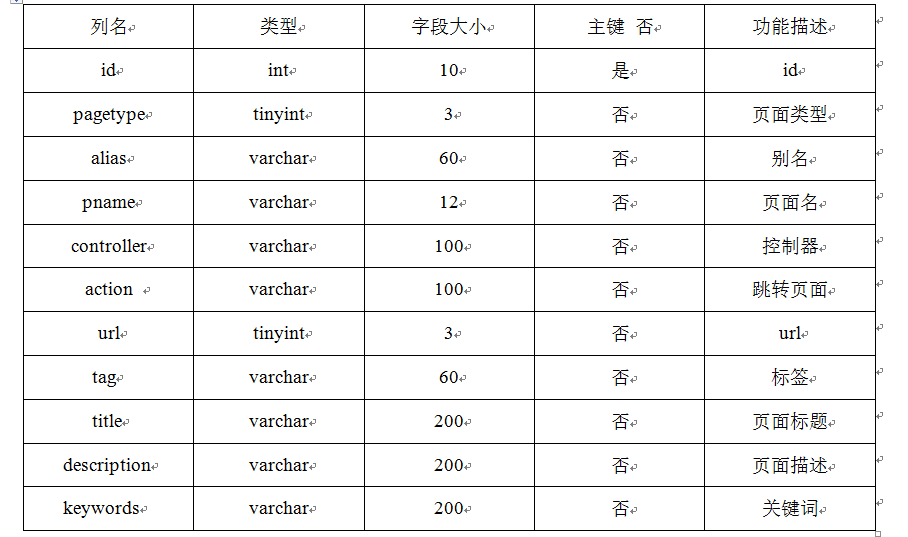 列名 类型 字段大小 主键 否 功能描述
id int 10 是 id
pagetype tinyint 3 否 页面类型
alias varchar 60 否 别名
pname varchar 12 否 页面名
controller varchar 100 否 控制器
action varchar 100 否 跳转页面
url tinyint 3 否 url
tag varchar 60 否 标签
title varchar 200 否 页面标题
description varchar 200 否 页面描述
keywords varchar 200 否 关键词